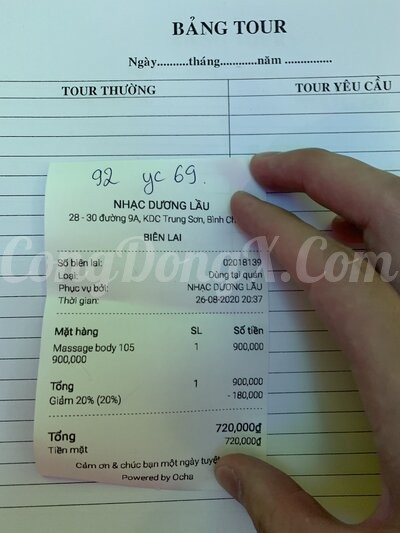 BẢNG TOUR
Ngày..........tháng............năm ...............
TOUR THƯỜNG TOUR YÊU CẦU
92 yc 69.
NHẠC DƯƠNG LẦU
28 - 30 đường 9A, KDC Trung Sơn, Bình
BIÊN LAI
CobaDongX.Com
Số biên lai: 02018139
Loại: Dùng tại quán
Phục vụ bởi: NHẠC DƯƠNG LẦU
Thời gian: 26-08-2020 20:37
Mặt hàng SL Số tiền
Massage body 105 1 900,000
900,000
Tổng 1 900,000
Giảm 20% (20%) - 180,000
Tổng 720,000₫
Tiền mặt 720,000₫
Cảm ơn & chúc bạn một ngày
Powered by Ocha